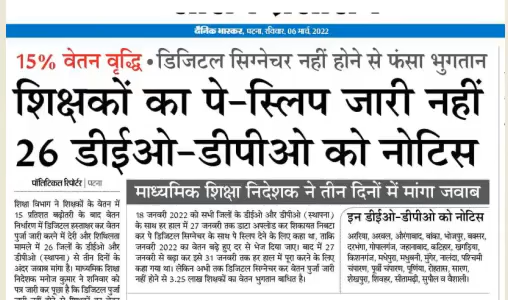 दैनिक भास्कर, पटना, रविवार, 06 मार्च, 2022
15% वेतन वृद्धि • डिजिटल सिग्नेचर नहीं होने से फंसा भुगतान
शिक्षकों का पे-स्लिप जारी नहीं
26 डीईओ-डीपीओ को नोटिस
पॉलिटिकल रिपोर्टर | पटना
शिक्षा विभाग ने शिक्षकों के वेतन में
15 प्रतिशत बढ़ोतरी के बाद वेतन
निर्धारण में डिजिटल हस्ताक्षर कर वेतन
पुर्जा जारी करने में देरी और शिथिलता
मामले में 26 जिलों के डीईओ और
डीपीओ (स्थापना) से तीन दिनों के
अंदर जवाब मांगा है। माध्यमिक शिक्षा
निदेशक मनोज कुमार ने शनिवार को
पत्र जारी कर पूछा है कि डिजिटल पुर्जा
माध्यमिक शिक्षा निदेशक ने तीन दिनों में मांगा जवाब
18 जनवरी 2022 को सभी जिलों के डीईओ और डीपीओ (स्थापना)
के साथ हर हाल में 27 जनवरी तक डाटा अपलोड कर शिकायत निबटा
कर पे डिजिटल सिग्नेचर के साथ पे स्लिप देने के लिए कहा था, ताकि
जनवरी 2022 का वेतन बढ़े हुए दर से भेज दिया जाए। बाद में 27
जनवरी से बढ़ा कर इसे 31 जनवरी तक हर हाल में पूरा करने के लिए
कहा गया था। लेकिन अभी तक डिजिटल सिग्नेचर कर वेतन पुर्जा जारी
नहीं होने से 3.25 लाख शिक्षकों का वेतन भुगतान बाधित है।
इन डीईओ-डीपीओ को नोटिस
अररिया, अरवल, औरंगाबाद, बांका, भोजपुर, बक्सर,
दरभंगा, गोपालगंज, जहानाबाद, कटिहार, खगड़िया,
किशनगंज, मधेपुरा, मधुबनी, मुंगेर, नालंदा, पश्चिमी
चंपारण, पूर्वी चंपारण, पूर्णिया, रोहतास, सारण,
शेखपुरा, शिवहर, सीतामढ़ी, सुपौल व वैशाली।